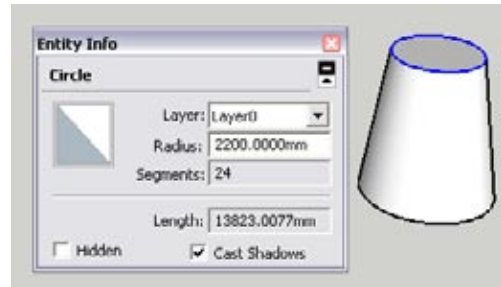 Entity Info
Circle
Layer: Layer0
Radius: 2200.0000mm
Segments: 24
Length: 13823.0077mm
Hidden
Cast Shadows